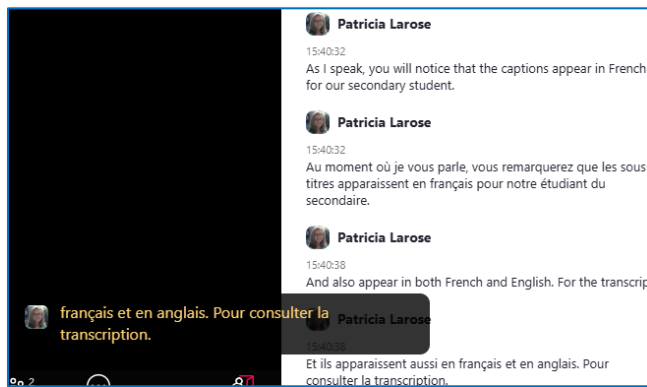 Patricia Larose
15:40:32
As I speak, you will notice that the captions appear in French
for our secondary student.
Patricia Larose
15:40:32
Au moment où je vous parle, vous remarquerez que les sous-
titres apparaissent en français pour notre étudiant du
secondaire.
Patricia Larose
15:40:38
And also appear in both French and English. For the transcrip
Patricia Larose
15:40:38
Et ils apparaissent aussi en français et en anglais. Pour
consulter la transcription.
français et en anglais. Pour consulter la
transcription.
2